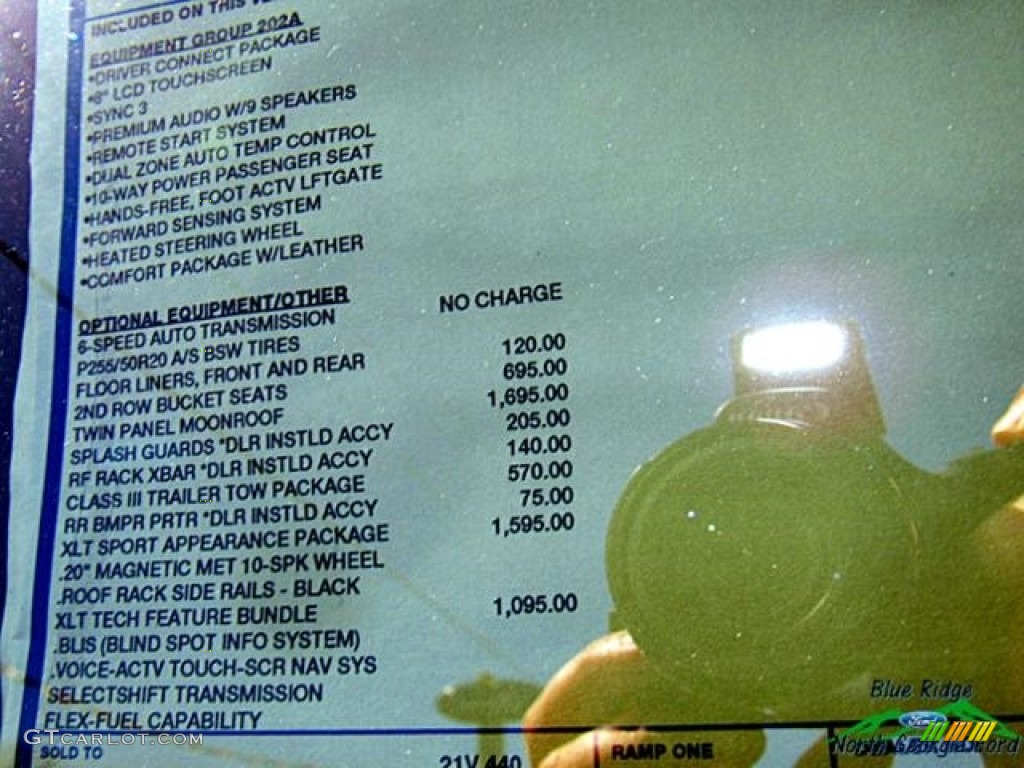 INCLUDED ON THIS
EQUIPMENT GROUP 202A
•DRIVER CONNECT PACKAGE
•8" LCD TOUCHSCREEN
•SYNC 3
•PREMIUM AUDIO W/9 SPEAKERS
•REMOTE START SYSTEM
•DUAL ZONE AUTO TEMP CONTROL
•10-WAY POWER PASSENGER SEAT
•HANDS-FREE, FOOT ACTV LFTGATE
•FORWARD SENSING SYSTEM
•HEATED STEERING WHEEL
•COMFORT PACKAGE W/LEATHER
OPTIONAL EQUIPMENT/OTHER
6-SPEED AUTO TRANSMISSION NO CHARGE
P255/50R20 A/S BSW TIRES
FLOOR LINERS, FRONT AND REAR 120.00
2ND ROW BUCKET SEATS 695.00
TWIN PANEL MOONROOF 1,695.00
SPLASH GUARDS *DLR INSTLD ACCY 205.00
RF RACK XBAR *DLR INSTLD ACCY 140.00
CLASS III TRAILER TOW PACKAGE 570.00
RR BMPR PRTR *DLR INSTLD ACCY 75.00
XLT SPORT APPEARANCE PACKAGE 1,595.00
.20" MAGNETIC MET 10-SPK WHEEL
.ROOF RACK SIDE RAILS - BLACK
XLT TECH FEATURE BUNDLE 1,095.00
.BLIS (BLIND SPOT INFO SYSTEM)
.VOICE-ACTV TOUCH-SCR NAV SYS
SELECTSHIFT TRANSMISSION
FLEX-FUEL CAPABILITY
GTCARLOT.COM
SOLD TO
21V 440
RAMP ONE
Blue Ridge
Ford
North Georgia